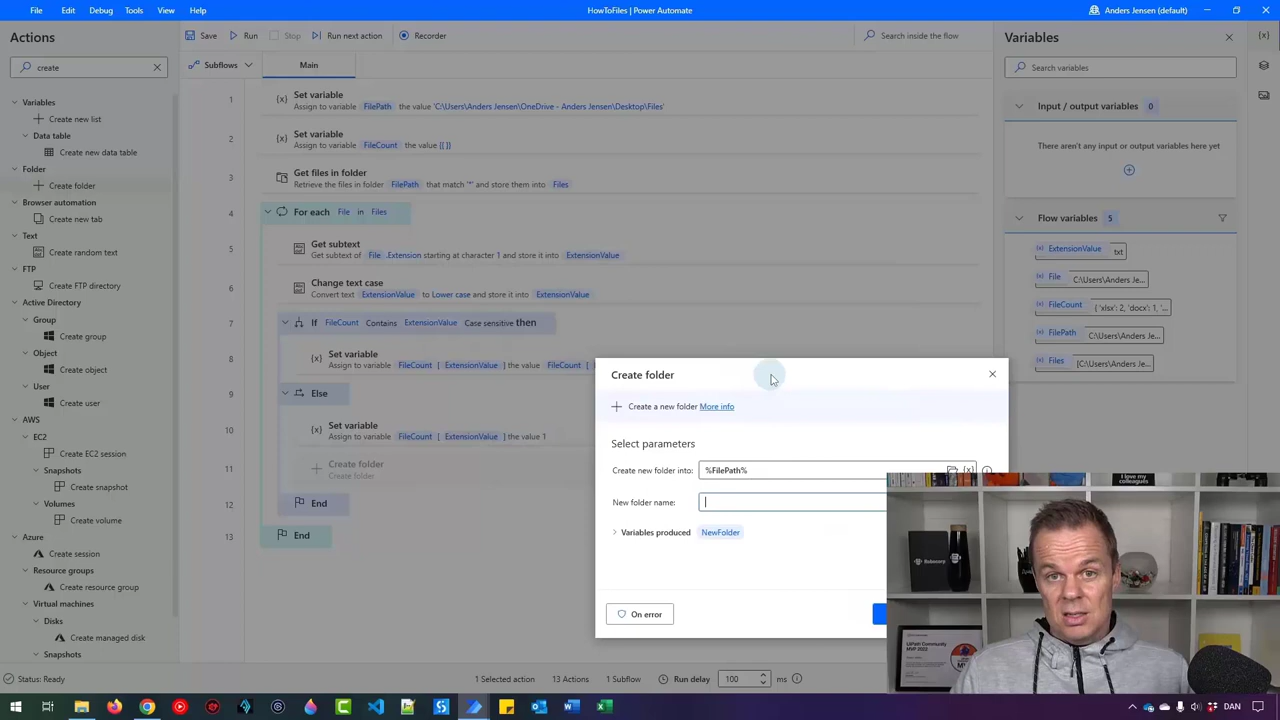 File Edit Debug Tools View Help
HowToFiles | Power Automate
Anders Jensen (default)
Actions
create
Variables
Create new list
Data table
Create new data table
Folder
Create folder
Browser automation
Create new tab
Text
Create random text
FTP
Create FTP directory
Active Directory
Group
Create group
Object
Create object
User
Create user
AWS
EC2
Create EC2 session
Snapshots
Create snapshot
Volumes
Create volume
Azure
Create session
Resource groups
Create resource group
Virtual machines
Disks
Create managed disk
Snapshots
Save Run Stop Run next action Recorder
Search inside the flow
Subflows
Main
1 Set variable
Assign to variable FilePath the value 'C:\Users\Anders Jensen\OneDrive - Anders Jensen\Desktop\Files'
2 Set variable
Assign to variable FileCount the value {{ }}
3 Get files in folder
Retrieve the files in folder FilePath that match '*' and store them into Files
4 For each File in Files
5 Get subtext
Get subtext of File .Extension starting at character 1 and store it into ExtensionValue
6 Change text case
Convert text ExtensionValue to Lower case and store it into ExtensionValue
7 If FileCount Contains ExtensionValue Case sensitive then
8 Set variable
Assign to variable FileCount [ ExtensionValue ] the value FileCount [
9 Else
10 Set variable
Assign to variable FileCount [ ExtensionValue ] the value 1
11 Create folder
Create folder
12 End
13 End
Create folder
Create a new folder More info
Select parameters
Create new folder into: %FilePath% {x}
New folder name:
Variables produced NewFolder
On error
Variables
Search variables
Input / output variables 0
There aren't any input or output variables here yet
Flow variables 5
ExtensionValue txt
File C:\Users\Anders Je...
FileCount { 'xlsx': 2, 'docx': 1, '...
FilePath C:\Users\Anders Je...
Files [C:\Users\Anders Je...
{x}
Status: Ready
1 Selected action 13 Actions 1 Subflow Run delay 100 ms
DAN
I love my
colleagues
Robocorp
UiPath Community
MVP 2022